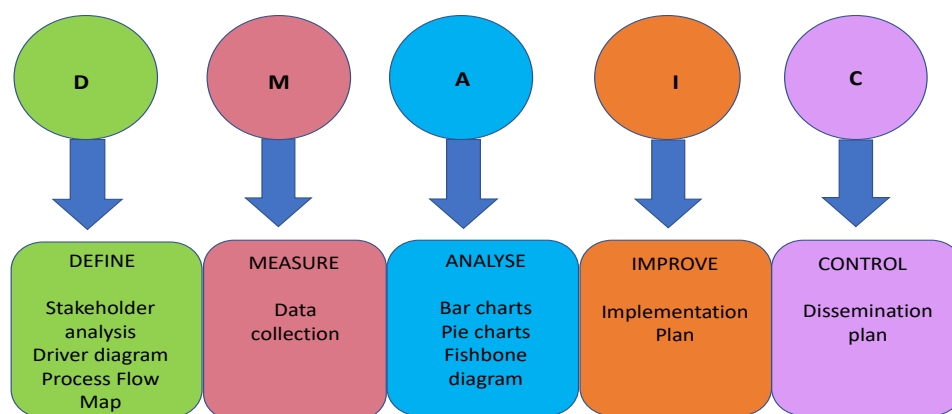 D
M
A
I
C
DEFINE
Stakeholder
analysis
Driver diagram
Process Flow
Map
MEASURE
Data
collection
ANALYSE
Bar charts
Pie charts
Fishbone
diagram
IMPROVE
Implementation
Plan
CONTROL
Dissemination
plan